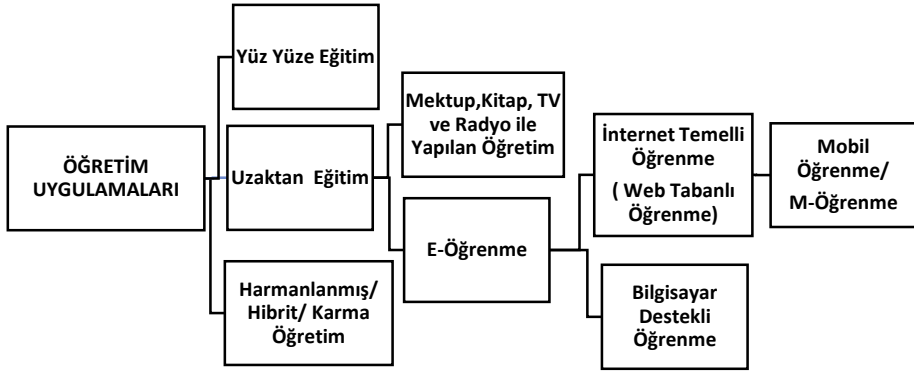 ÖĞRETİM
UYGULAMALARI
Yüz Yüze Eğitim
Uzaktan Eğitim
Harmanlanmış/
Hibrit/ Karma
Öğretim
Mektup,Kitap, TV
ve Radyo ile
Yapılan Öğretim
E-Öğrenme
İnternet Temelli
Öğrenme
( Web Tabanlı
Öğrenme)
Bilgisayar
Destekli
Öğrenme
Mobil
Öğrenme/
M-Öğrenme